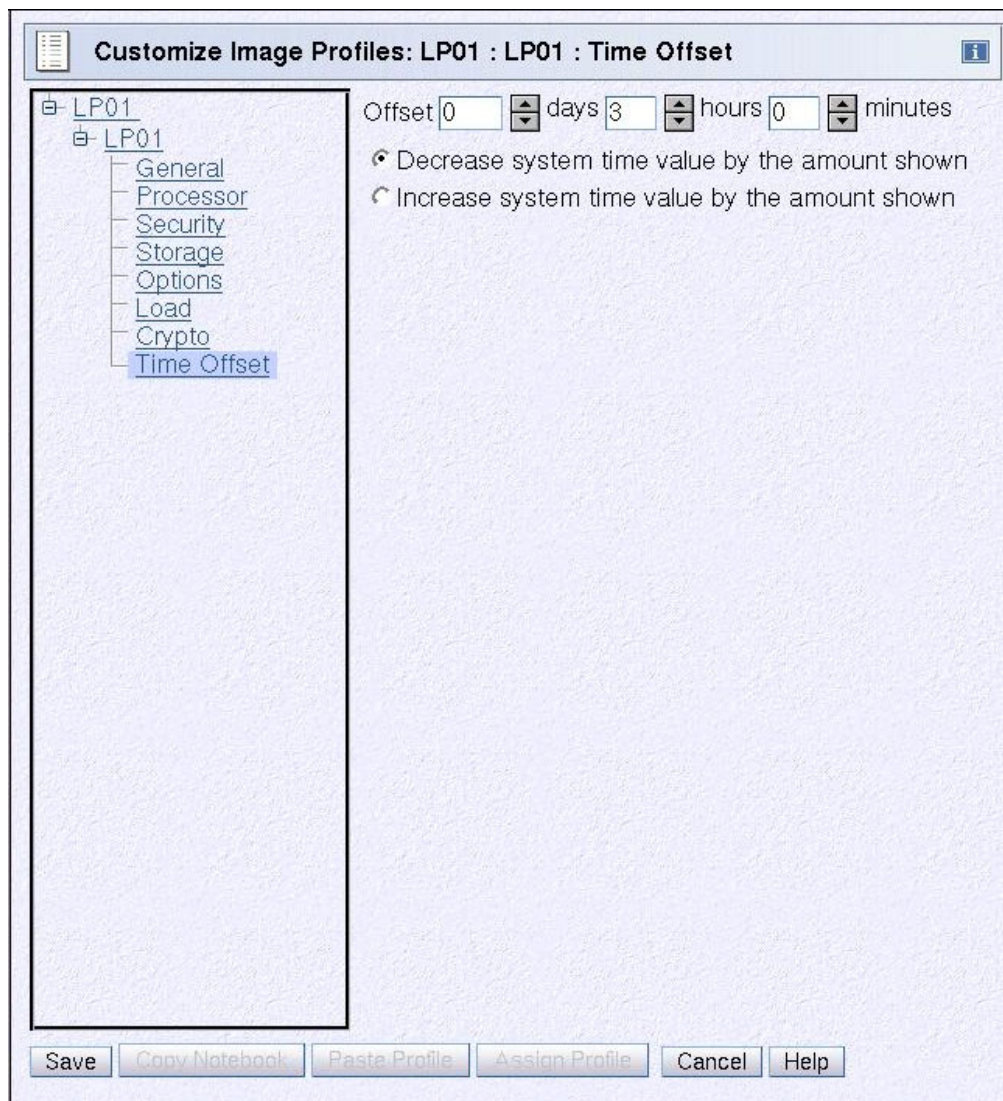 Customize Image Profiles: LP01 : LP01 : Time Offset
i
LP01
LP01
General
Processor
Security
Storage
Options
Load
Crypto
Time Offset
Offset 0 days 3 hours 0 minutes
Decrease system time value by the amount shown
Increase system time value by the amount shown
Save Copy Notebook Paste Profile Assign Profile Cancel Help